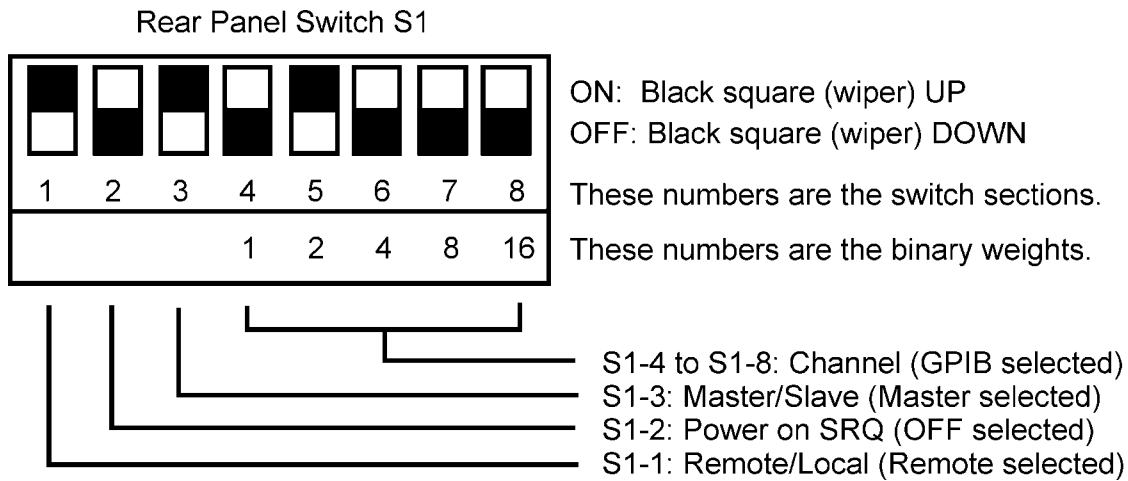 Rear Panel Switch S1
ON: Black square (wiper) UP
OFF: Black square (wiper) DOWN
1 2 3 4 5 6 7 8 These numbers are the switch sections.
1 2 4 8 16 These numbers are the binary weights.
S1-4 to S1-8: Channel (GPIB selected)
S1-3: Master/Slave (Master selected)
S1-2: Power on SRQ (OFF selected)
S1-1: Remote/Local (Remote selected)